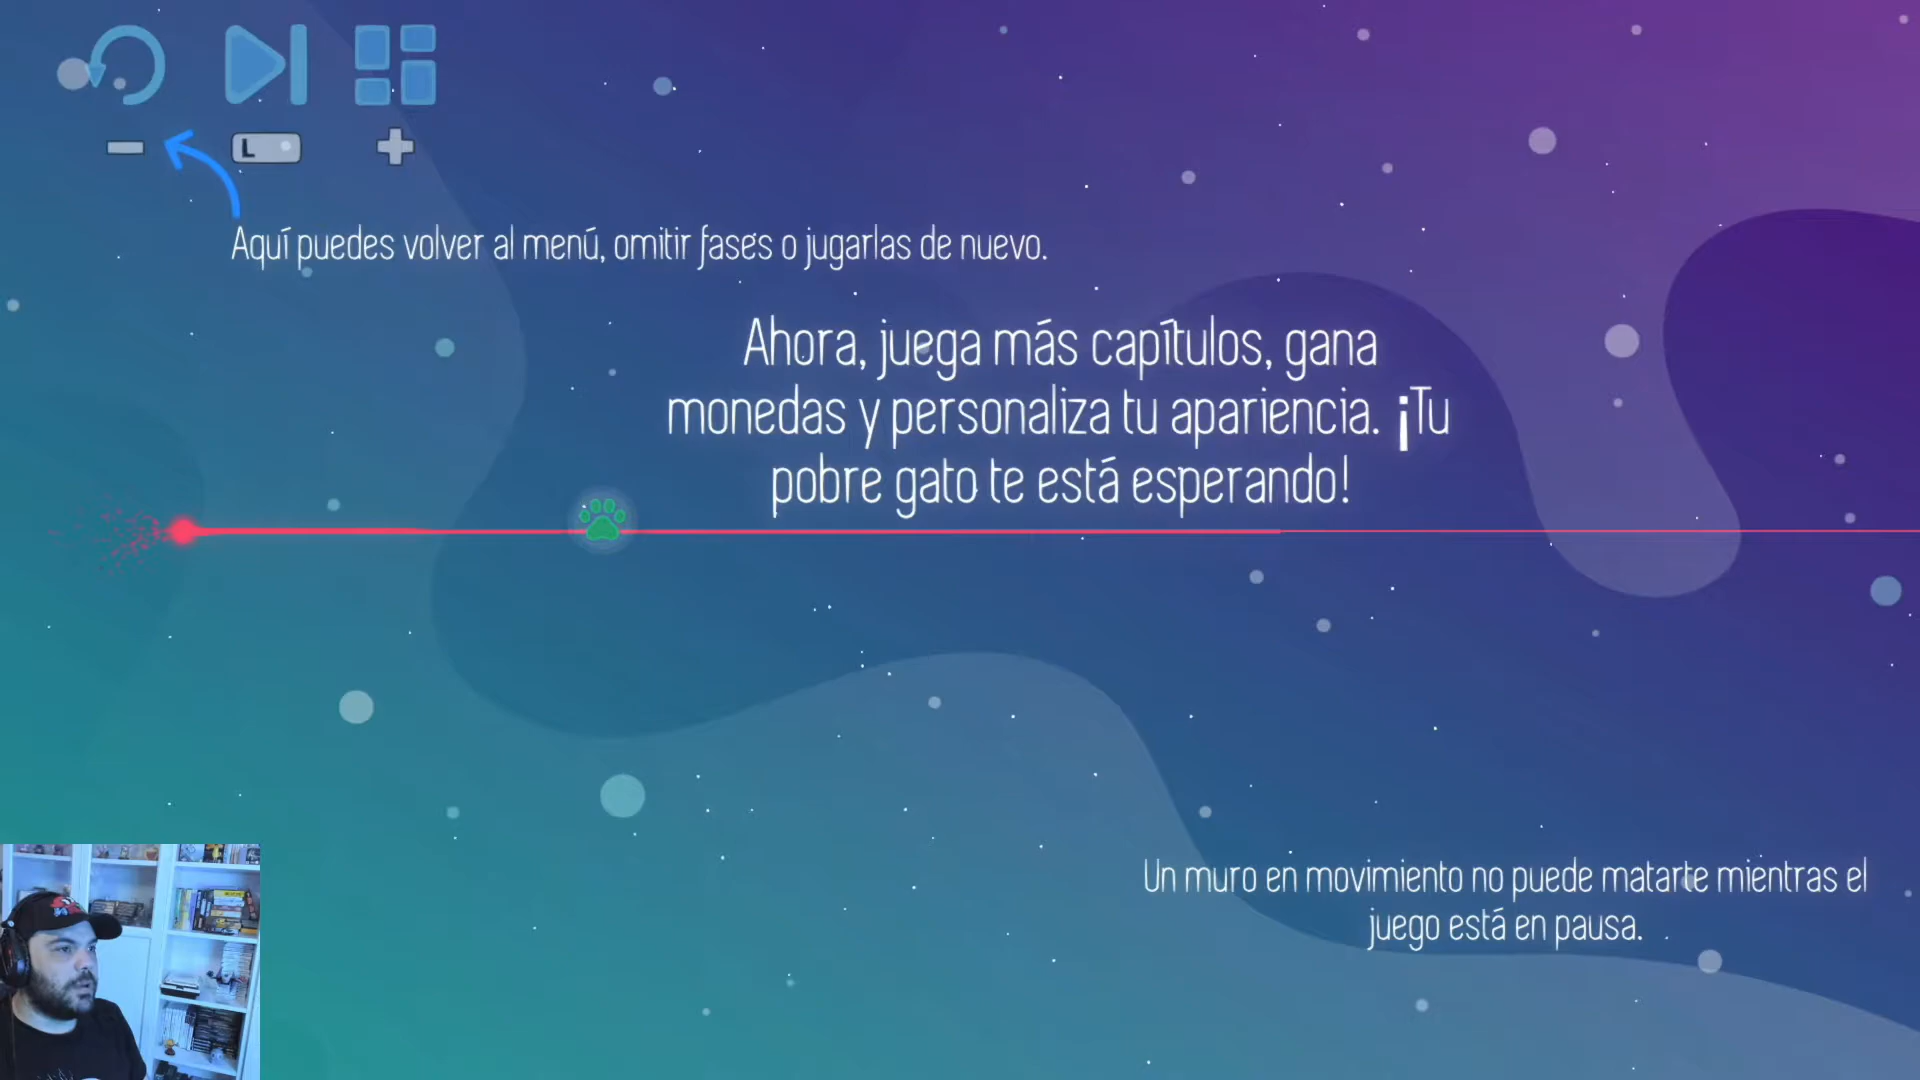 L
Aquí puedes volver al menú, omitir fases o jugarlas de nuevo.
Ahora, juega más capítulos, gana
monedas y personaliza tu apariencia. ¡Tu
pobre gato te está esperando!
Un muro en movimiento no puede matarte mientras el
juego está en pausa.